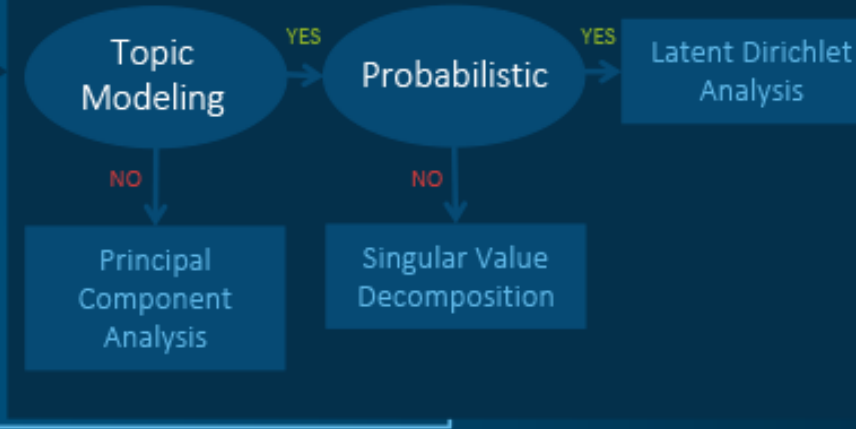 Topic
Modeling
YES
Probabilistic
YES
Latent Dirichlet
Analysis
NO
NO
Principal
Component
Analysis
Singular Value
Decomposition